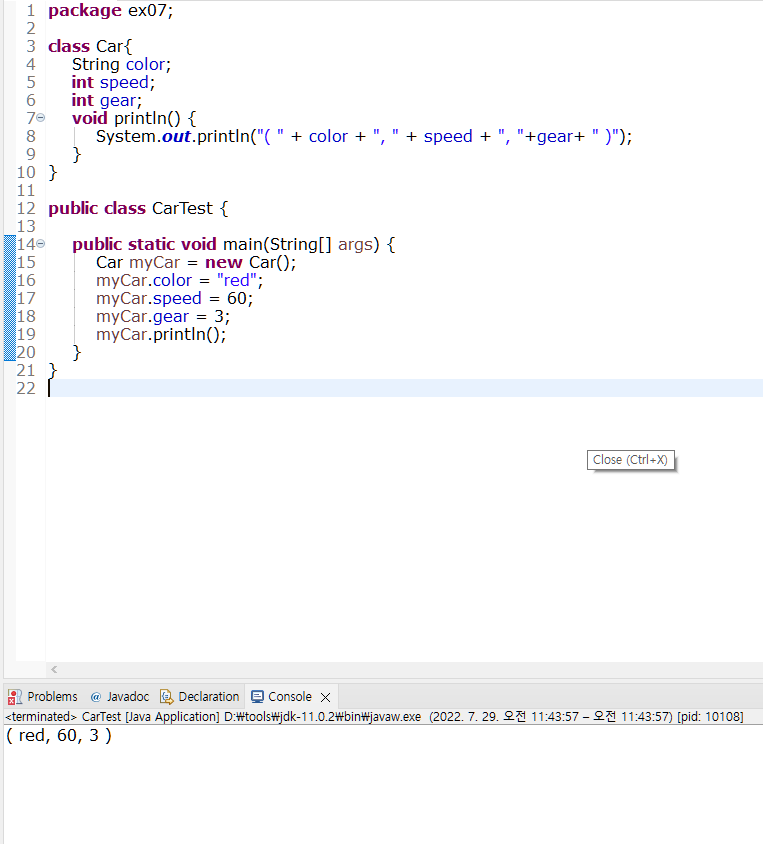 1 package ex07;
2
3 class Car{
4 String color;
5 int speed;
6 int gear;
7 void println() {
8 System.out.println("( " + color + ", " + speed + ", "+gear+ " )");
9 }
10 }
11
12 public class CarTest {
13
14 public static void main(String[] args) {
15 Car myCar = new Car();
16 myCar.color = "red";
17 myCar.speed = 60;
18 myCar.gear = 3;
19 myCar.println();
20 }
21 }
22
Close (Ctrl+X)
Problems @ Javadoc Declaration Console
<terminated> CarTest [Java Application] D:₩tools₩jdk-11.0.2₩bin₩javaw.exe (2022. 7. 29. 오전 11:43:57 – 오전 11:43:57) [pid: 10108]
( red, 60, 3 )